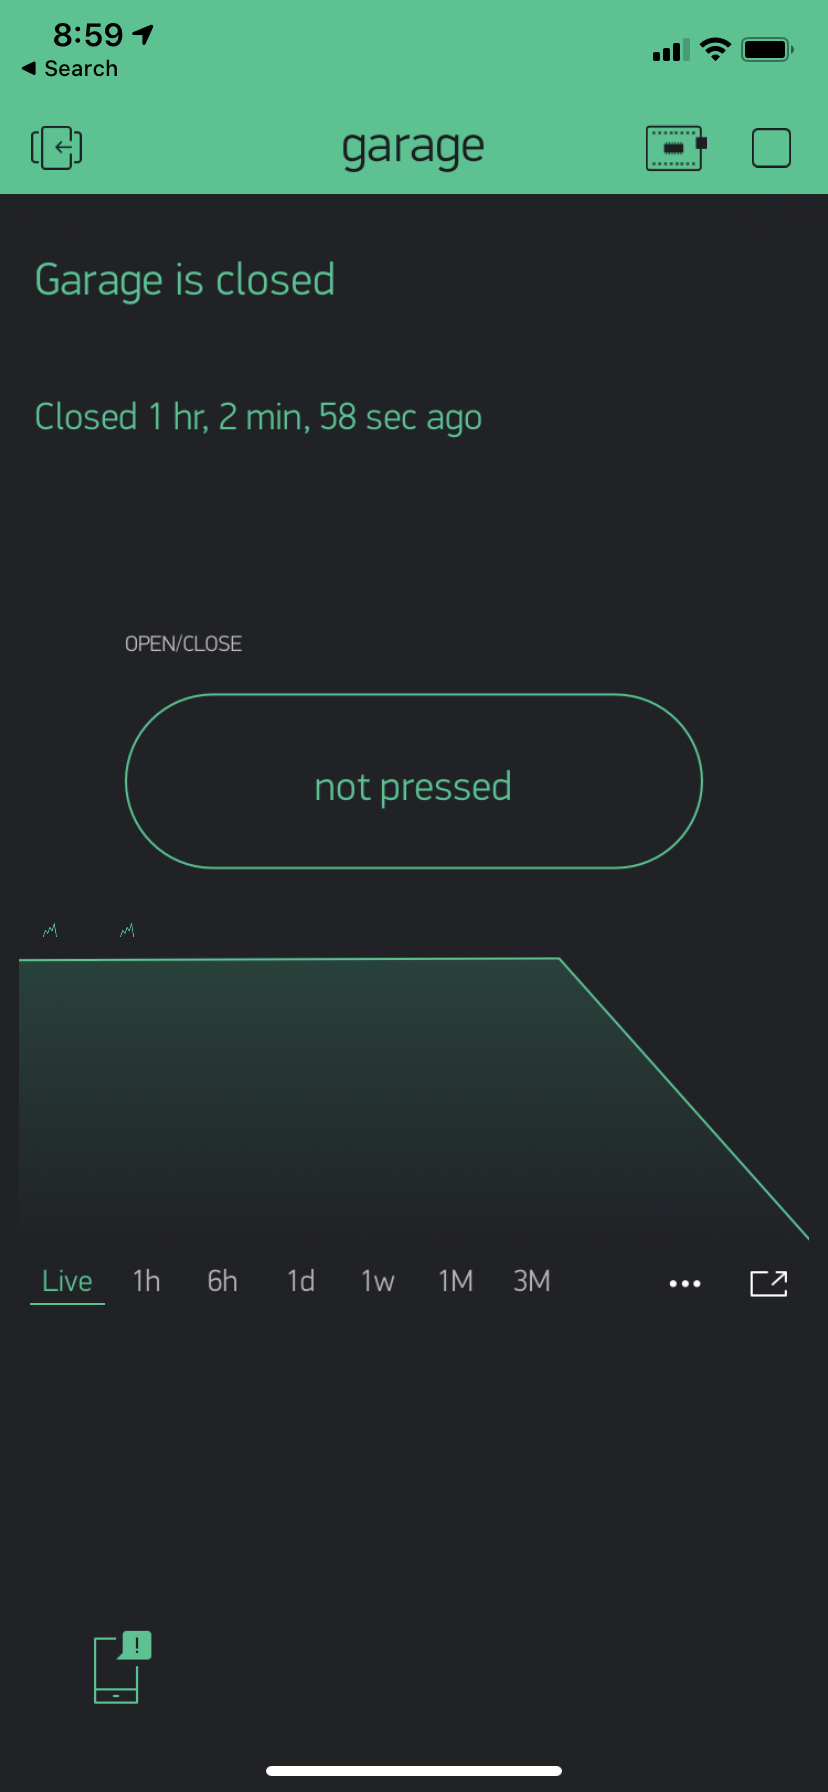 8:59
◀ Search
garage
Garage is closed
Closed 1 hr, 2 min, 58 sec ago
OPEN/CLOSE
not pressed
Live 1h 6h 1d 1w 1M 3M
!